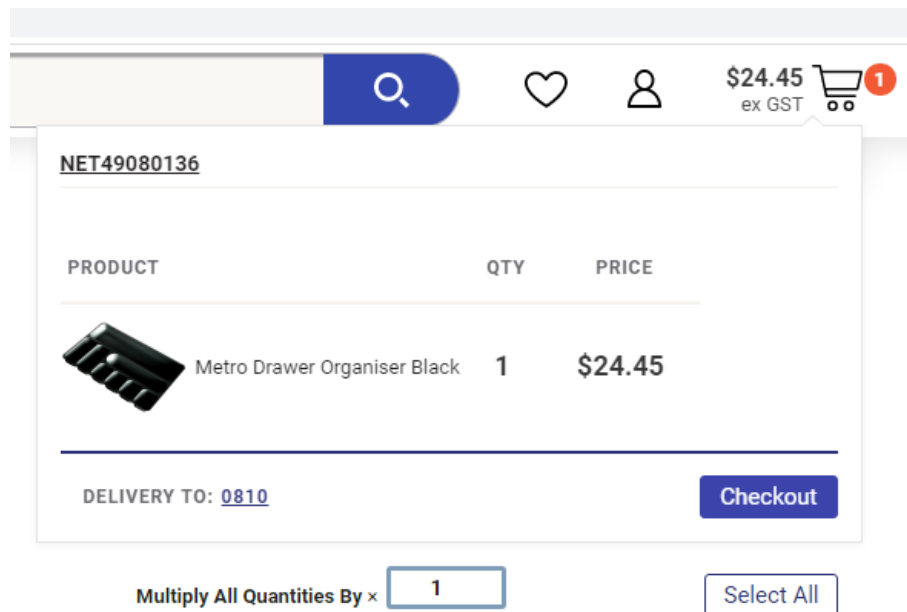 $24.45
ex GST
1
NET49080136
PRODUCT QTY PRICE
Metro Drawer Organiser Black 1 $24.45
DELIVERY TO: 0810 Checkout
Multiply All Quantities By × 1 Select All